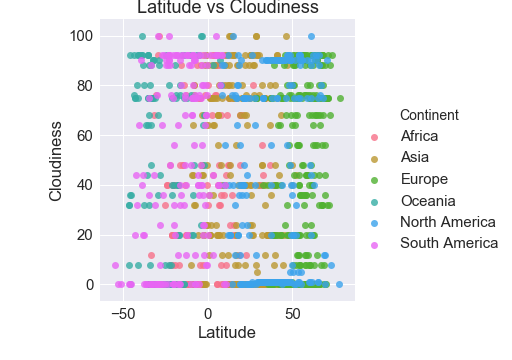 Latitude vs Cloudiness
100
80
60
40
20
0
Cloudiness
−50
0
50
Latitude
Continent
Africa
Asia
Europe
Oceania
North America
South America